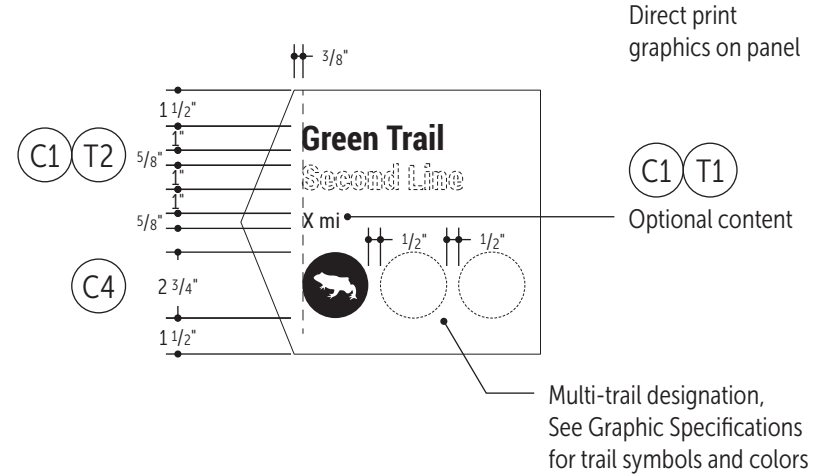 Direct print
graphics on panel
3/8"
1 1/2"
1"
5/8"
1"
1"
5/8"
2 3/4"
1 1/2"
C1 T2
C4
Green Trail
Second Line
X mi
1/2" 1/2"
C1 T1
Optional content
Multi-trail designation,
See Graphic Specifications
for trail symbols and colors